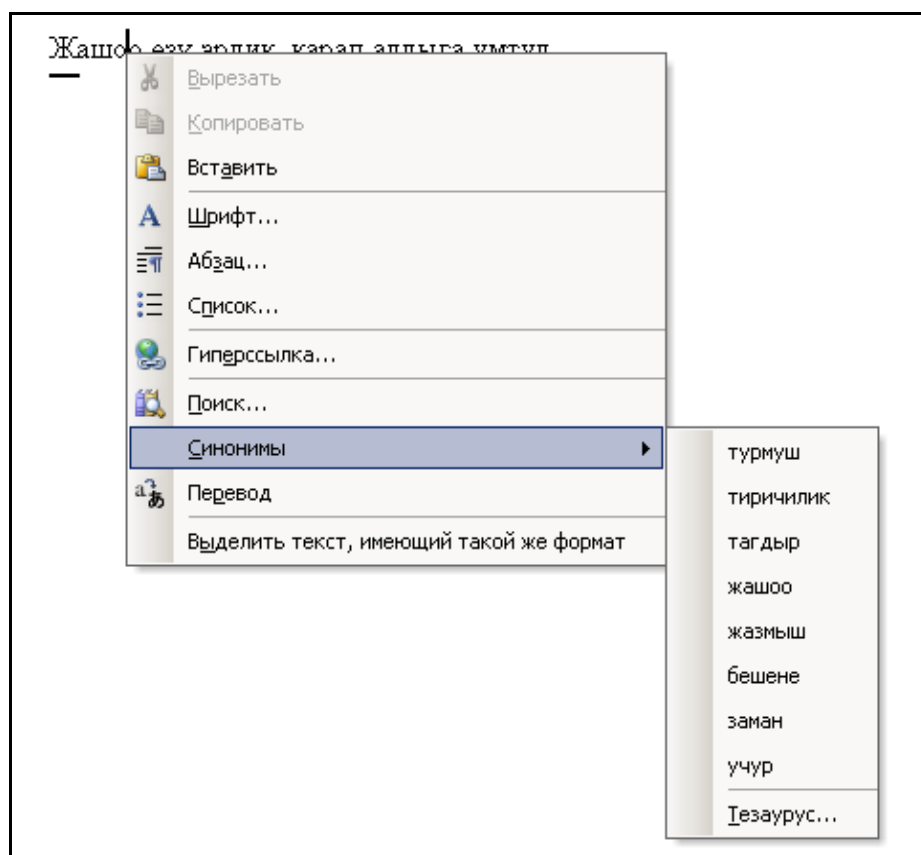 Жашоо
Вырезать
Копировать
Вставить
Шрифт...
Абзац...
Список...
Гиперссылка...
Поиск...
Синонимы
Перевод
Выделить текст, имеющий такой же формат
турмуш
тиричилик
тагдыр
жашоо
жазмыш
бешене
заман
учур
Тезаурус...